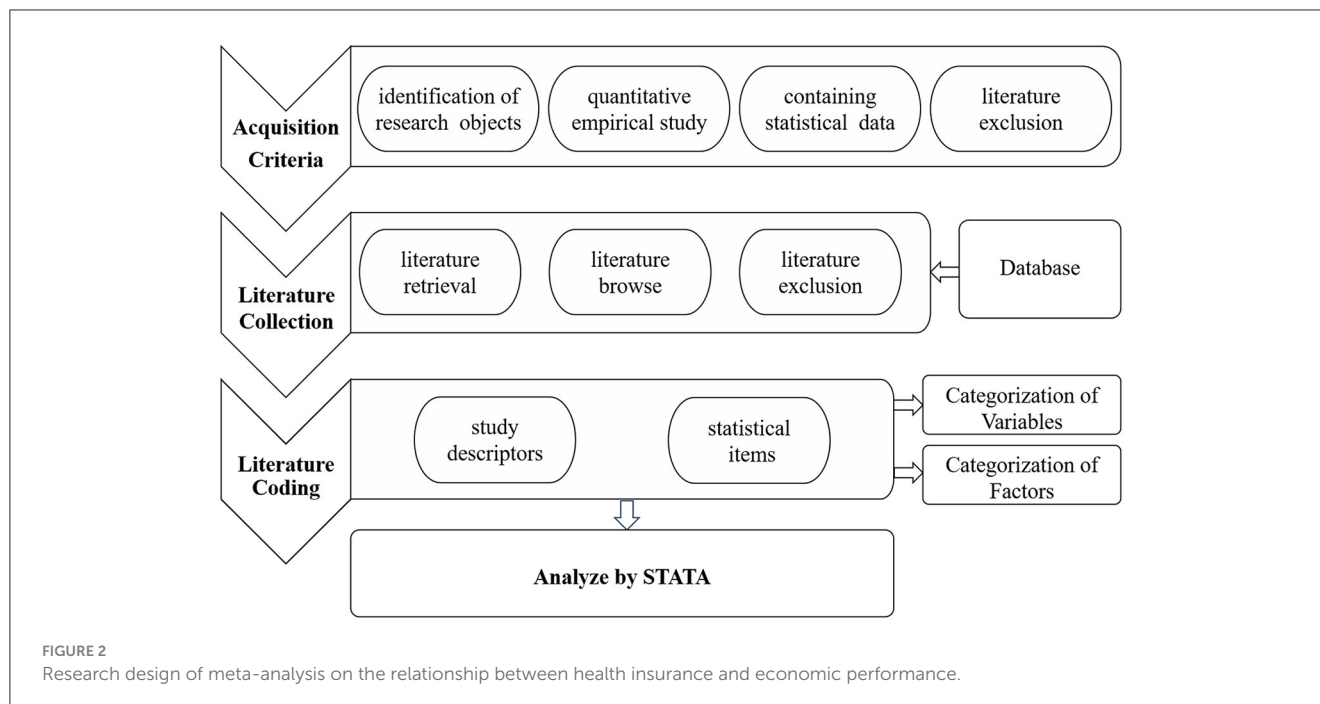 Acquisition
Criteria
identification of
research objects
quantitative
empirical study
containing
statistical data
literature
exclusion
Literature
Collection
literature
retrieval
literature
browse
literature
exclusion
Database
Literature
Coding
study
descriptors
statistical
items
Categorization of
Variables
Categorization of
Factors
Analyze by STATA
FIGURE 2
Research design of meta-analysis on the relationship between health insurance and economic performance.